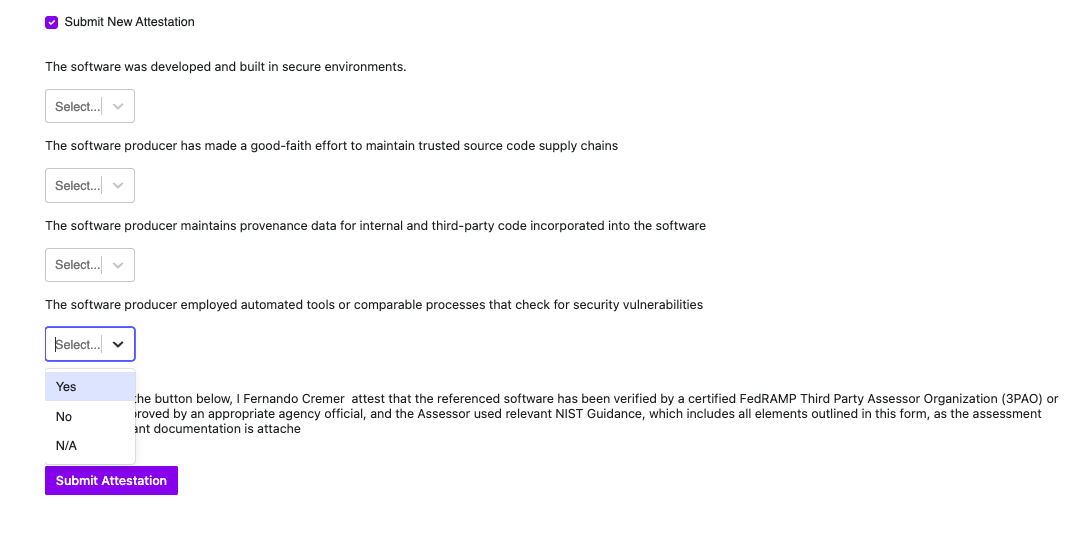 Submit New Attestation
The software was developed and built in secure environments.
Select...
The software producer has made a good-faith effort to maintain trusted source code supply chains
Select...
The software producer maintains provenance data for internal and third-party code incorporated into the software
Select...
The software producer employed automated tools or comparable processes that check for security vulnerabilities
Select...
Yes
the button below, I Fernando Cremer attest that the referenced software has been verified by a certified FedRAMP Third Party Assessor Organization (3PAO) or
No
by an appropriate agency official, and the Assessor used relevant NIST Guidance, which includes all elements outlined in this form, as the assessment
documentation is attache
N/A
Submit Attestation